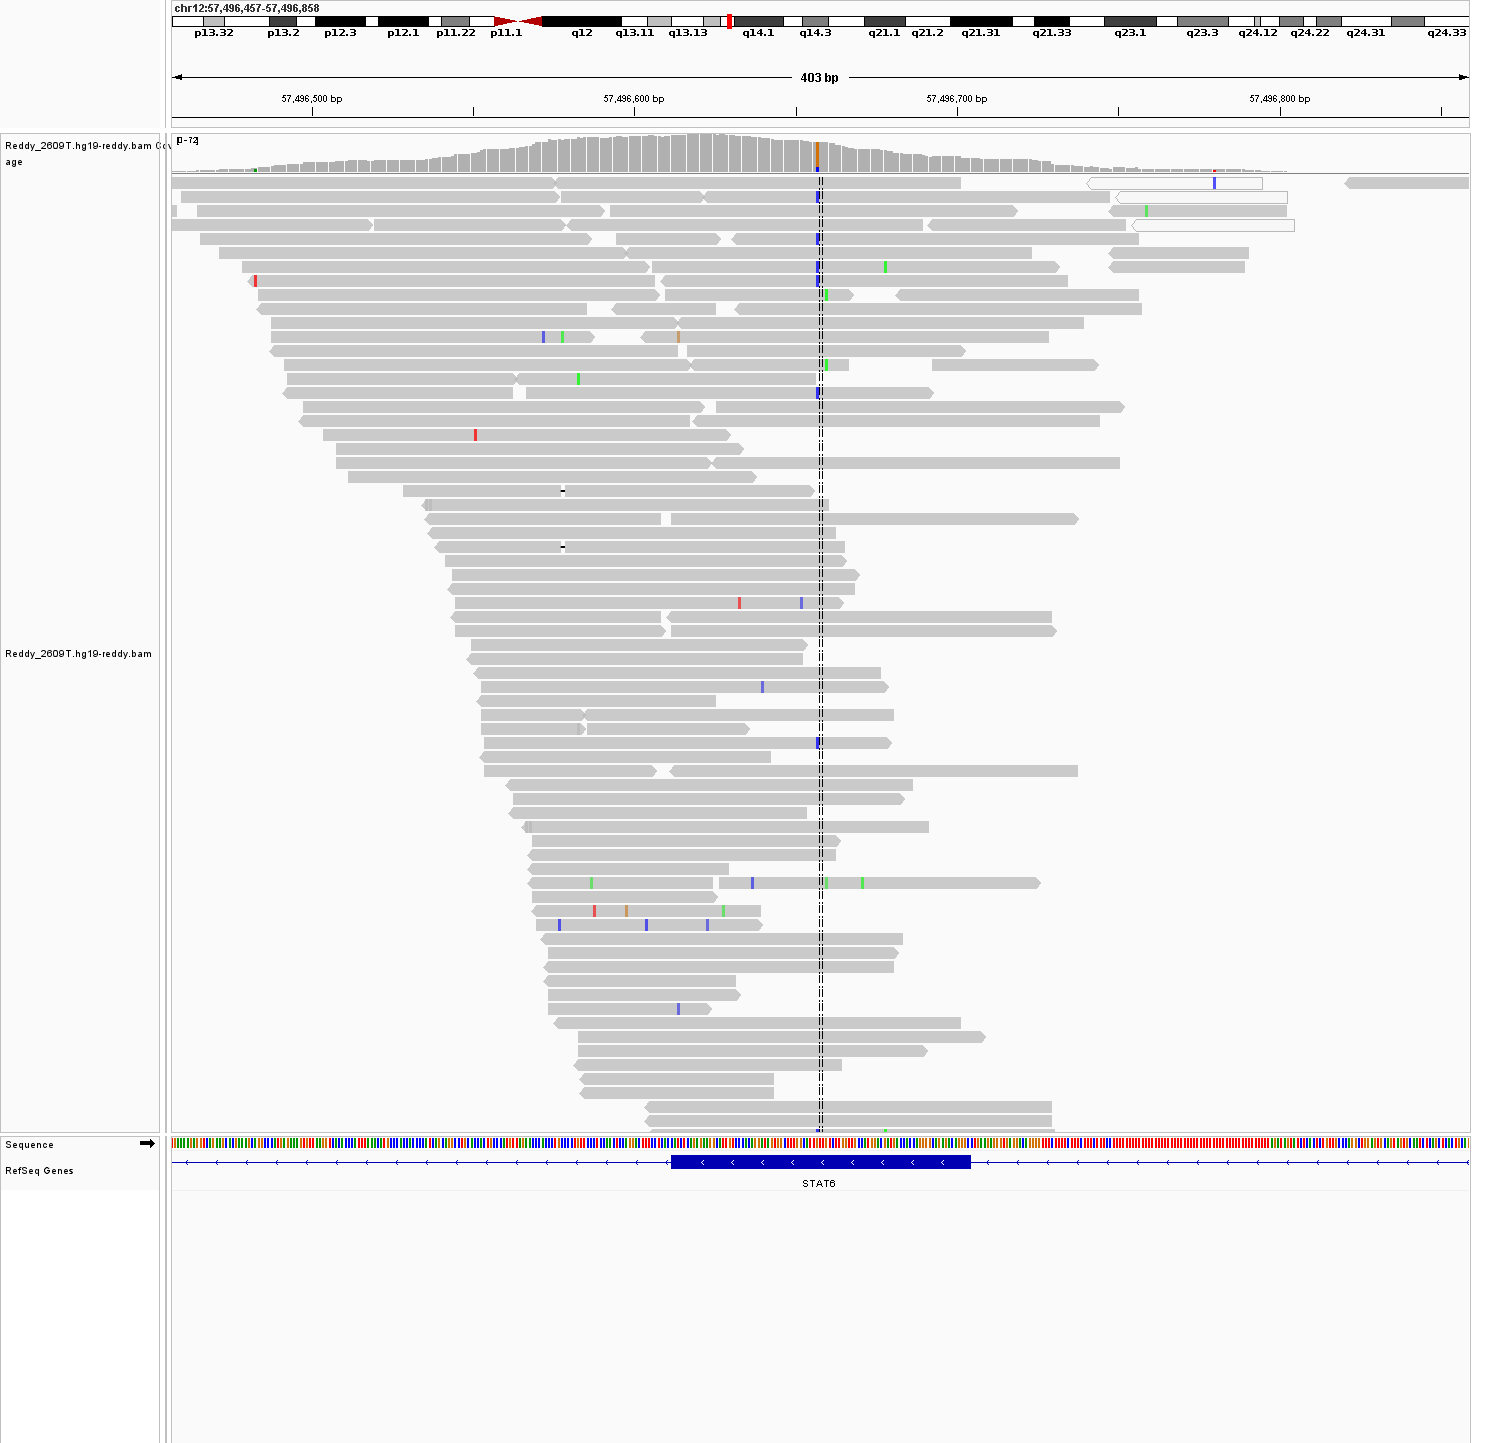 chr12:57,496,457-57,496,858
p13.32 p13.2 p12.3 p12.1 p11.22 p11.1 q12 q13.11 q13.13 q14.1 q14.3 q21.1 q21.2 q21.31 q21.33 q23.1 q23.3 q24.12 q24.22 q24.31 q24.33
403 bp
57,496,500 bp 57,496,600 bp 57,496,700 bp 57,496,800 bp
[0-72]
Reddy_2609T.hg19-reddy.bam Cov
age
Reddy_2609T.hg19-reddy.bam
Sequence
RefSeq Genes
STAT6